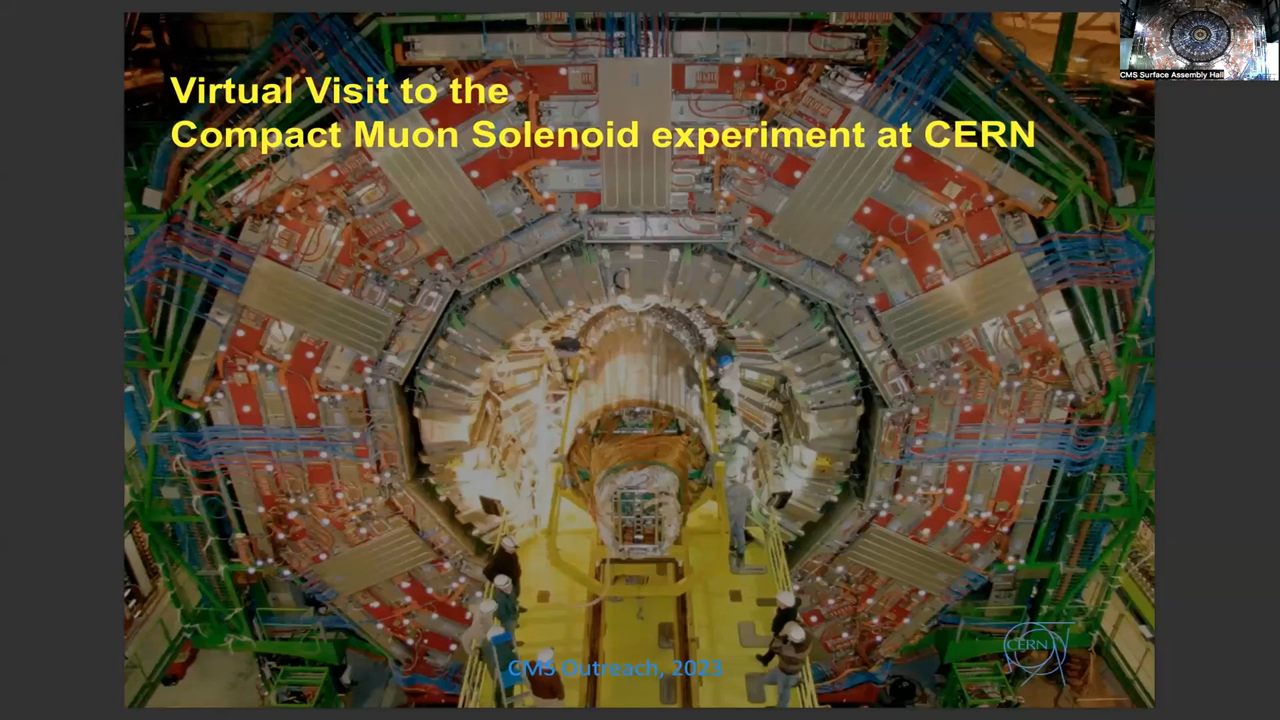 Virtual Visit to the
Compact Muon Solenoid experiment at CERN
CMS Surface Assembly Hall
CMS Outreach, 2023
CERN